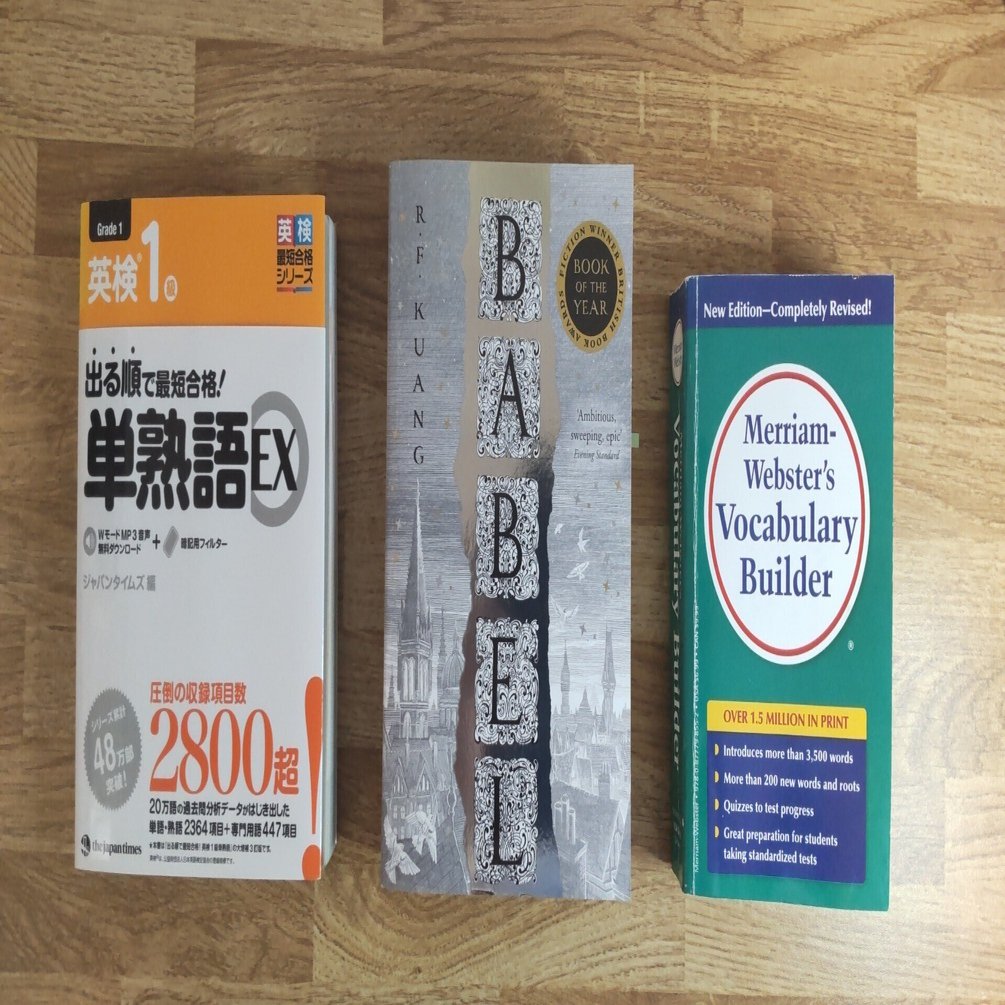 Grade 1
英検®1級
英検
最短合格
シリーズ
出る順で最短合格!
単熟語EX
WモードMP3音声
無料ダウンロード
+
暗記用フィルター
ジャパンタイムズ 編
シリーズ累計
48万部
突破!
圧倒の収録項目数
2800超!
20万語の過去問分析データがはじき出した
単語・熟語2364項目+専門用語447項目
the japan times
R.F. KUANG
BABEL
FICTION WINNER BRITISH BOOK AWARDS
BOOK
OF THE
YEAR
'Ambitious,
sweeping, epic'
Evening Standard
Vocabulary Builder
New Edition—Completely Revised!
Merriam-
Webster's
Vocabulary
Builder
®
OVER 1.5 MILLION IN PRINT
Introduces more than 3,500 words
More than 200 new words and roots
Quizzes to test progress
Great preparation for students
taking standardized tests